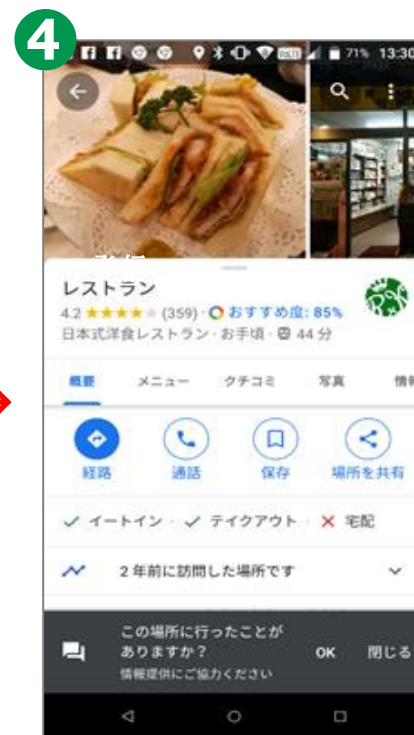 4
71% 13:30
レストラン
4.2 ★★★★★ (359)・おすすめ度: 85%
日本式洋食レストラン・お手頃・44 分
概要 メニュー クチコミ 写真
経路 通話 保存 場所を共有
イートイン・テイクアウト・宅配
2 年前に訪問した場所です
この場所に行ったことが
ありますか?
OK 閉じる
情報提供にご協力ください